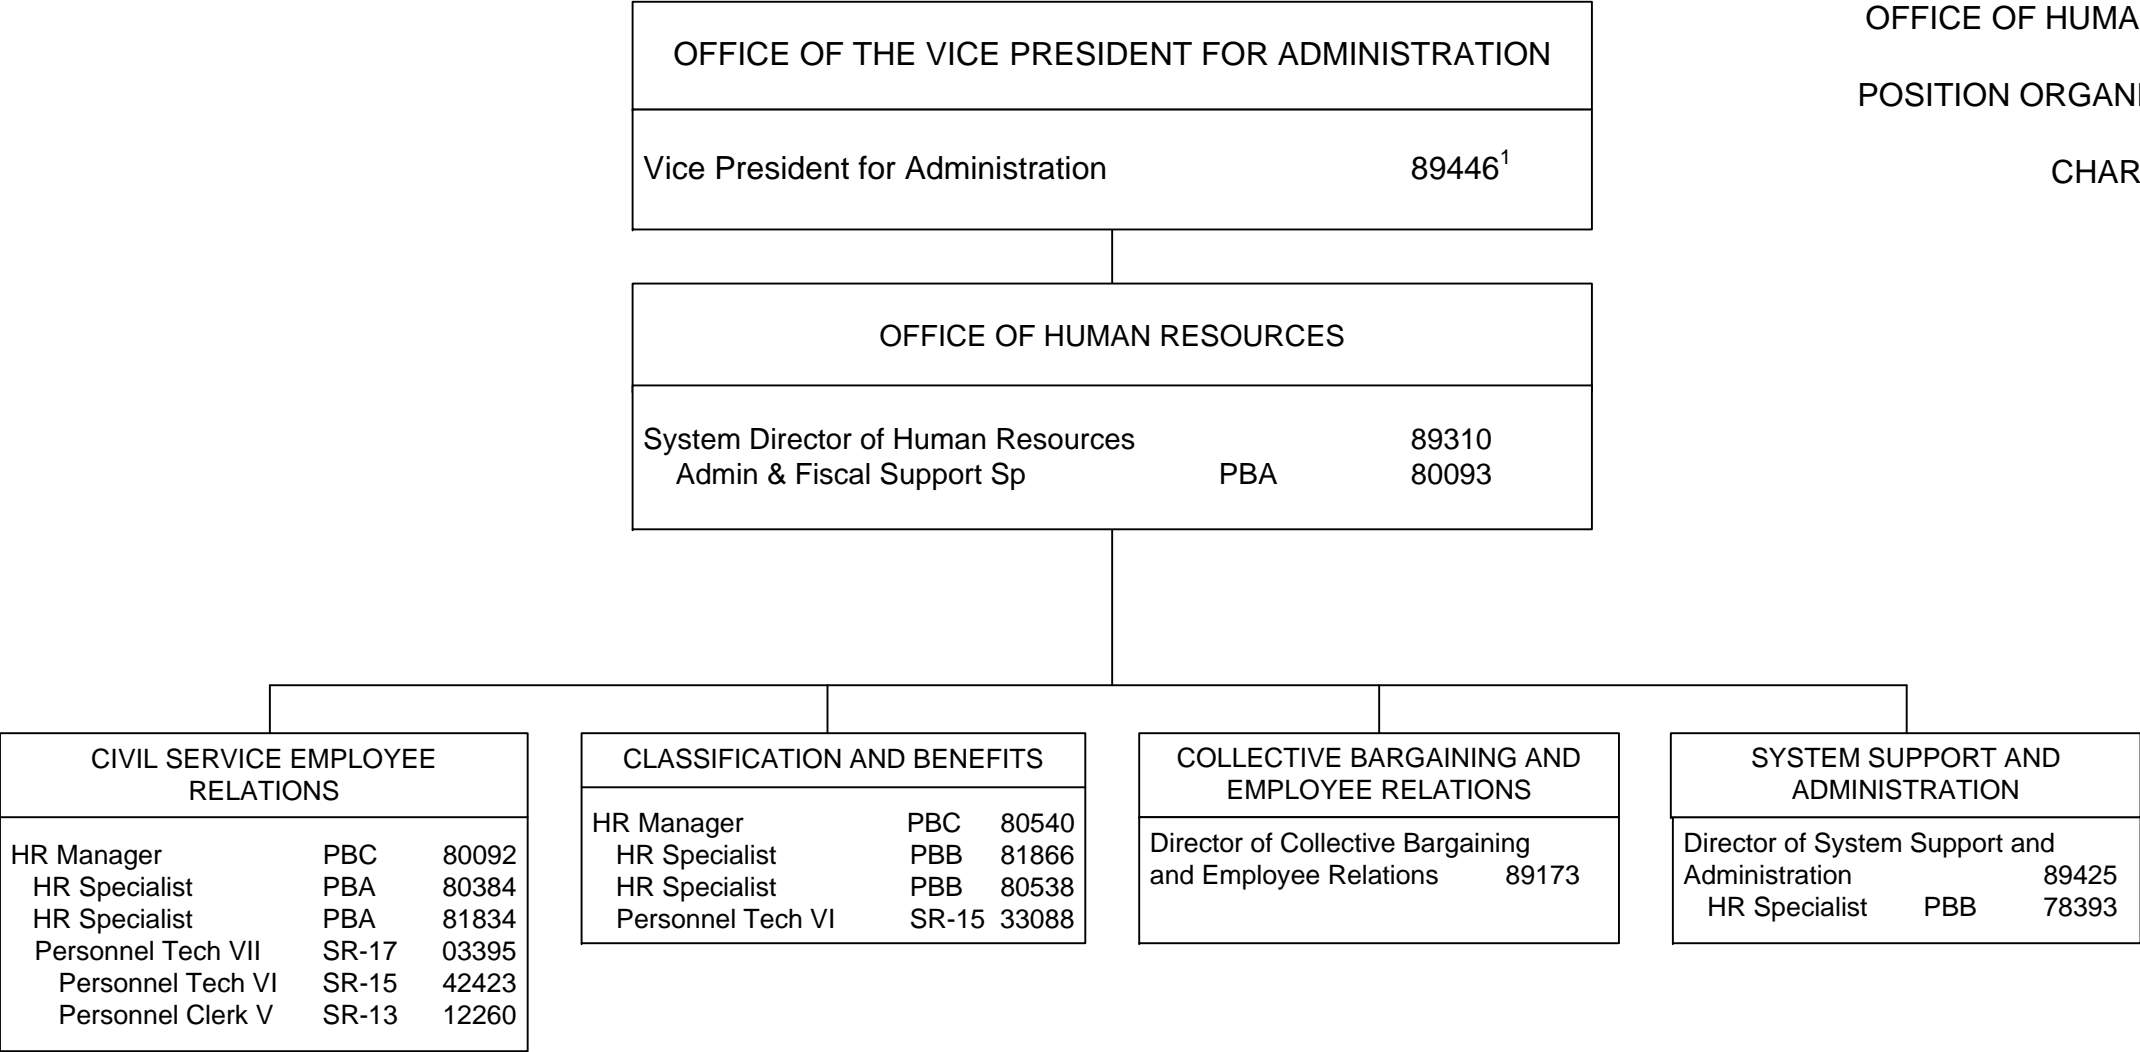 OFFICE OF HUMA
POSITION ORGANI
CHAR
OFFICE OF THE VICE PRESIDENT FOR ADMINISTRATION
Vice President for Administration 89446¹
OFFICE OF HUMAN RESOURCES
System Director of Human Resources 89310
Admin & Fiscal Support Sp PBA 80093
CIVIL SERVICE EMPLOYEE
RELATIONS
HR Manager PBC 80092
HR Specialist PBA 80384
HR Specialist PBA 81834
Personnel Tech VII SR-17 03395
Personnel Tech VI SR-15 42423
Personnel Clerk V SR-13 12260
CLASSIFICATION AND BENEFITS
HR Manager PBC 80540
HR Specialist PBB 81866
HR Specialist PBB 80538
Personnel Tech VI SR-15 33088
COLLECTIVE BARGAINING AND
EMPLOYEE RELATIONS
Director of Collective Bargaining
and Employee Relations 89173
SYSTEM SUPPORT AND
ADMINISTRATION
Director of System Support and
Administration 89425
HR Specialist PBB 78393